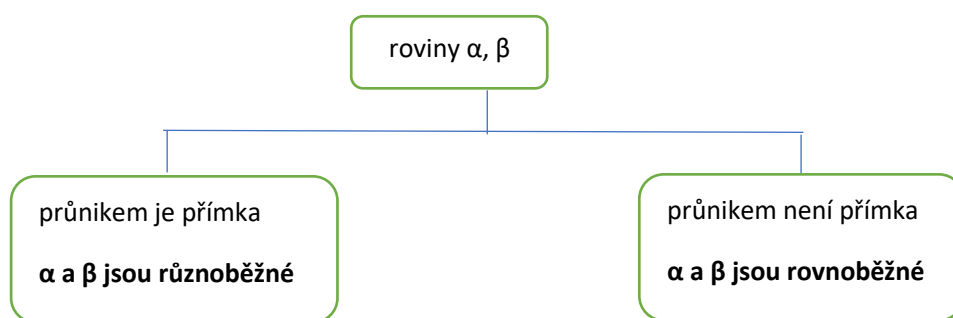 roviny α, β
průnikem je přímka
α a β jsou různoběžné
průnikem není přímka
α a β jsou rovnoběžné